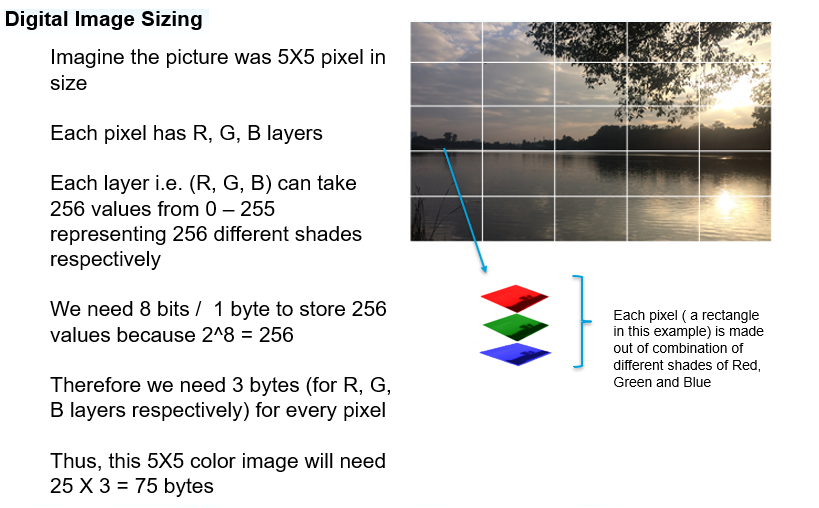 Digital Image Sizing
Imagine the picture was 5X5 pixel in
size
Each pixel has R, G, B layers
Each layer i.e. (R, G, B) can take
256 values from 0 – 255
representing 256 different shades
respectively
We need 8 bits /  1 byte to store 256
values because 2^8 = 256
Therefore we need 3 bytes (for R, G,
B layers respectively) for every pixel
Thus, this 5X5 color image will need
25 X 3 = 75 bytes
Each pixel ( a rectangle
in this example) is made
out of combination of
different shades of Red,
Green and Blue